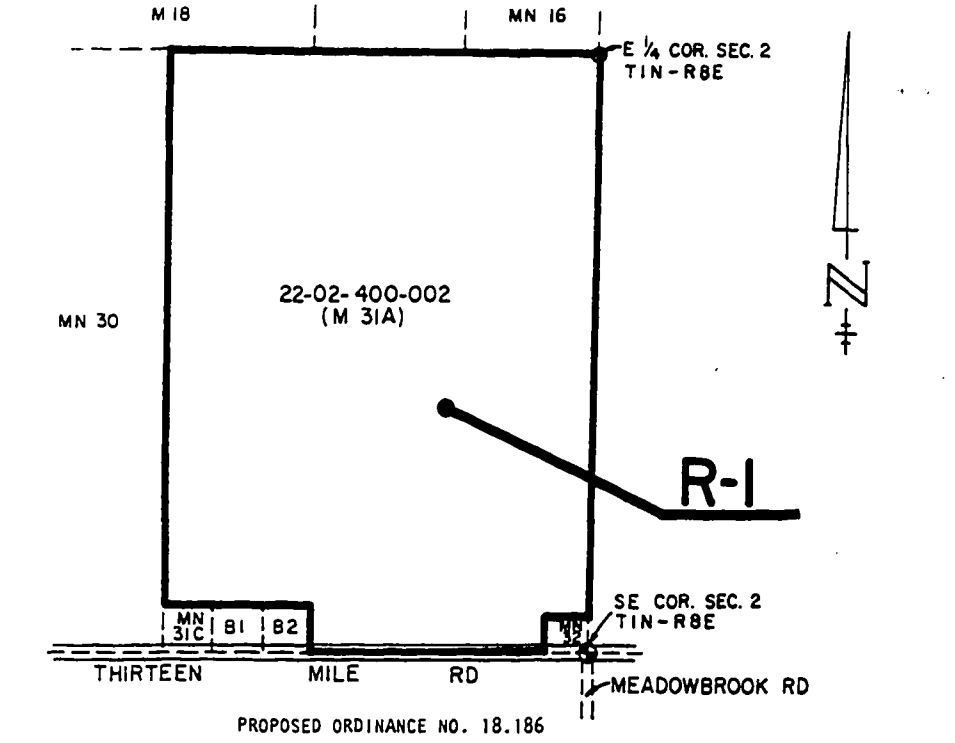 M 18
MN 16
E 1/4 COR. SEC. 2
T1N-R8E
N
22-02-400-002
(M 31A)
MN 30
R-1
SE COR. SEC. 2
T1N-R8E
MN
31C
B1
B2
MN
32
THIRTEEN MILE RD
MEADOWBROOK RD
PROPOSED ORDINANCE NO. 18.186